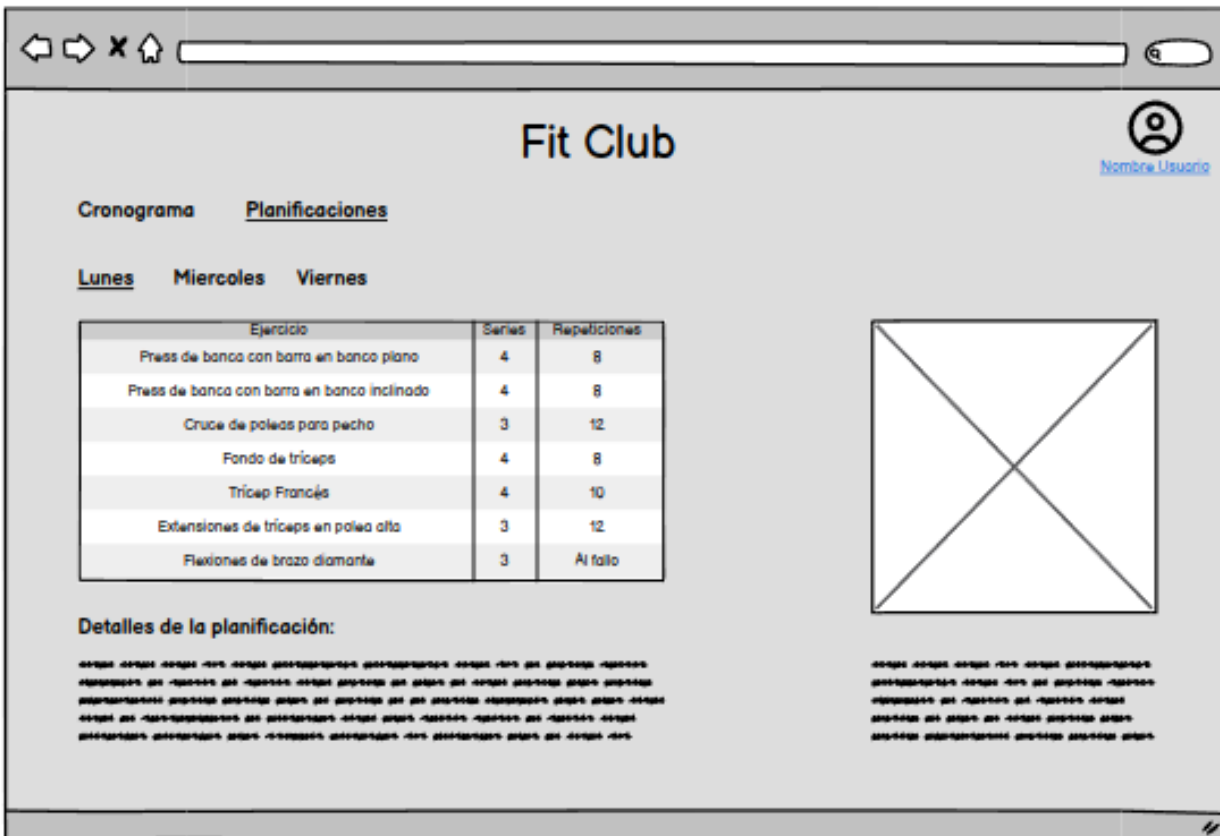 Fit Club
Nombre Usuario
Cronograma Planificaciones
Lunes Miercoles Viernes
Ejercicio Series Repeticiones
Press de banca con barra en banco plano 4 8
Press de banca con barra en banco inclinado 4 8
Cruce de poleas para pecho 3 12
Fondo de tríceps 4 8
Trícep Francés 4 10
Extensiones de tríceps en polea alta 3 12
Flexiones de brazo diamante 3 Al fallo
Detalles de la planificación: